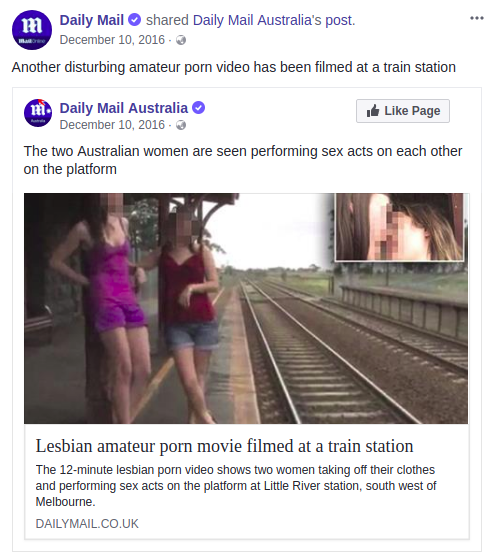 Daily Mail shared Daily Mail Australia's post.
December 10, 2016 ·
Another disturbing amateur porn video has been filmed at a train station
Daily Mail Australia
December 10, 2016 ·
Like Page
The two Australian women are seen performing sex acts on each other
on the platform
Lesbian amateur porn movie filmed at a train station
The 12-minute lesbian porn video shows two women taking off their clothes
and performing sex acts on the platform at Little River station, south west of
Melbourne.
DAILYMAIL.CO.UK